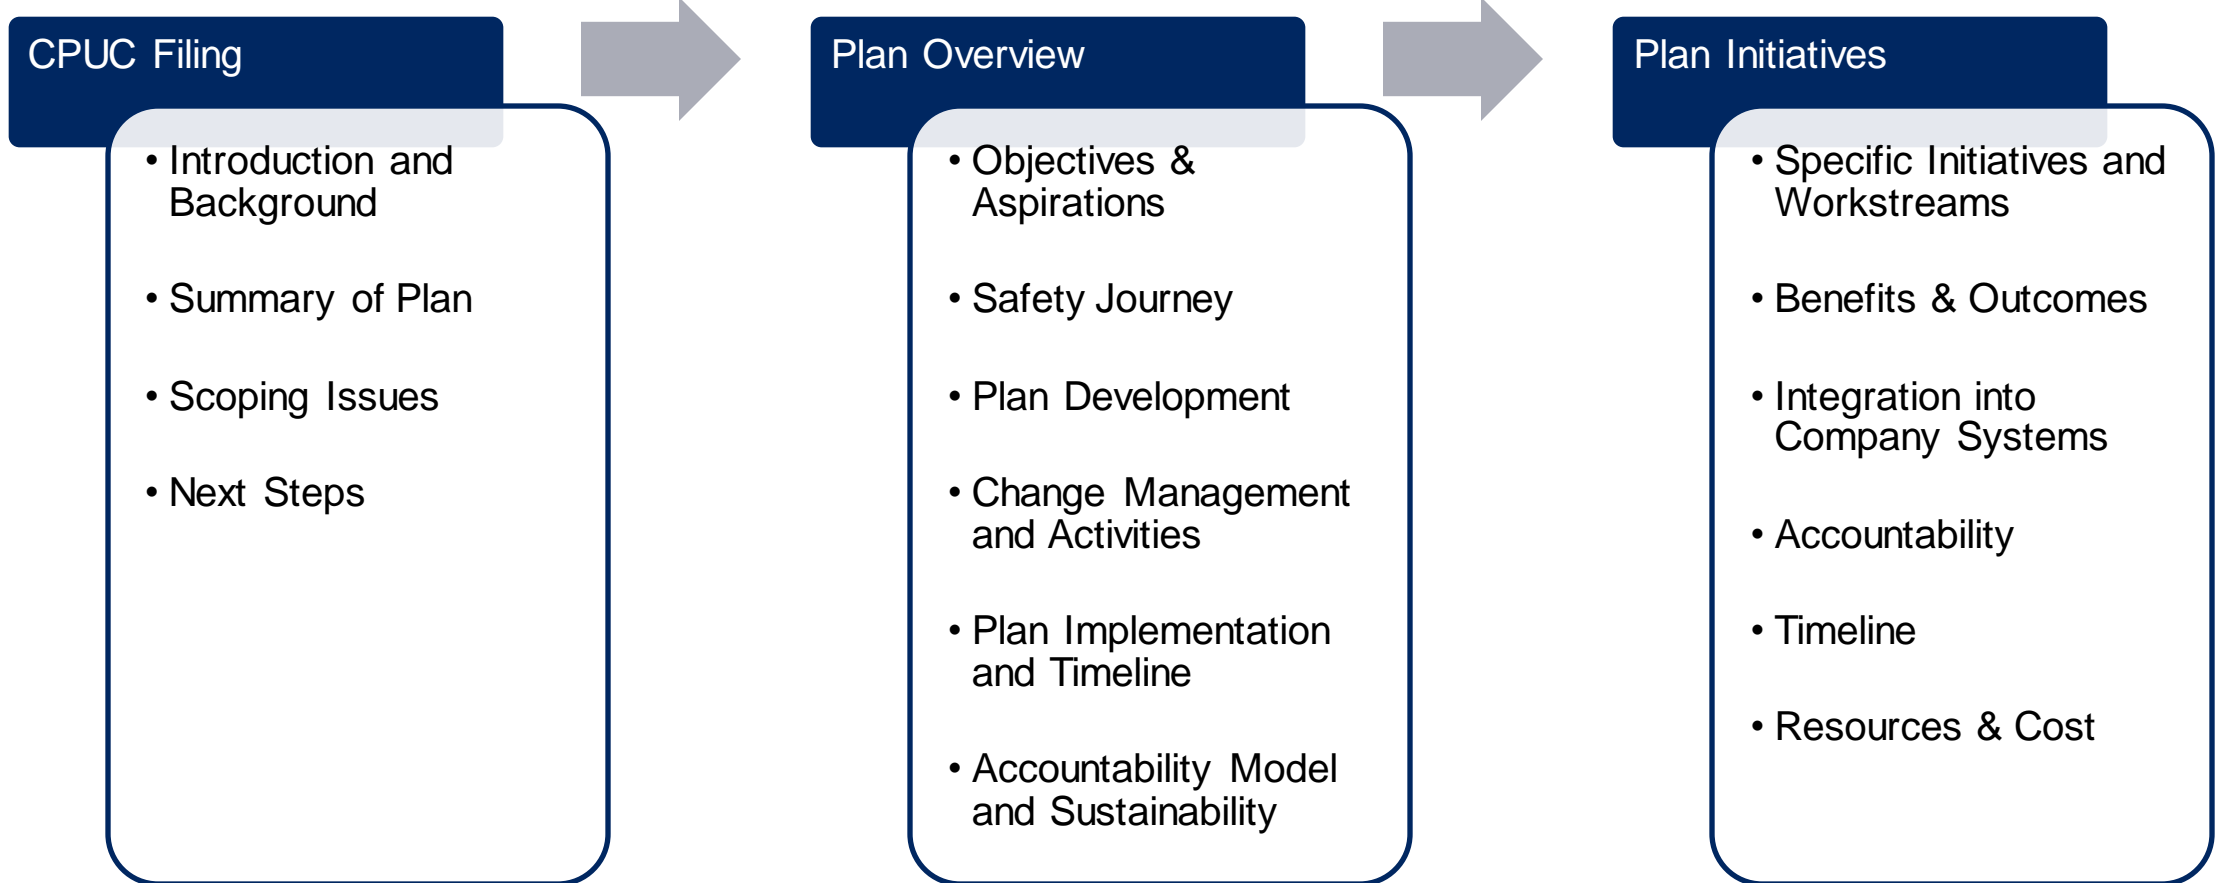 CPUC Filing
• Introduction and
Background
• Summary of Plan
• Scoping Issues
• Next Steps
Plan Overview
• Objectives &
Aspirations
• Safety Journey
• Plan Development
• Change Management
and Activities
• Plan Implementation
and Timeline
• Accountability Model
and Sustainability
Plan Initiatives
• Specific Initiatives and
Workstreams
• Benefits & Outcomes
• Integration into
Company Systems
• Accountability
• Timeline
• Resources & Cost